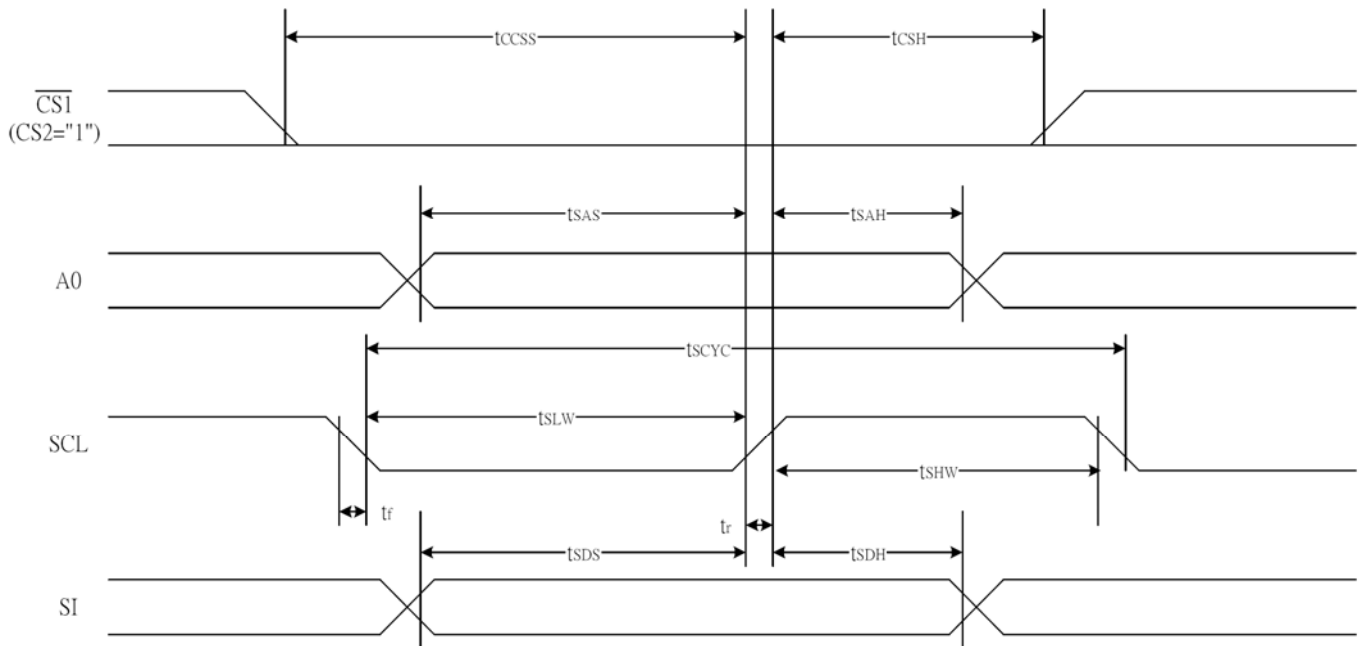 tCCSS
tCSH
CS1
(CS2="1")
tSAS
tSAH
A0
tSCYC
tSLW
SCL
tSHW
tf
tr
tSDS
tSDH
SI